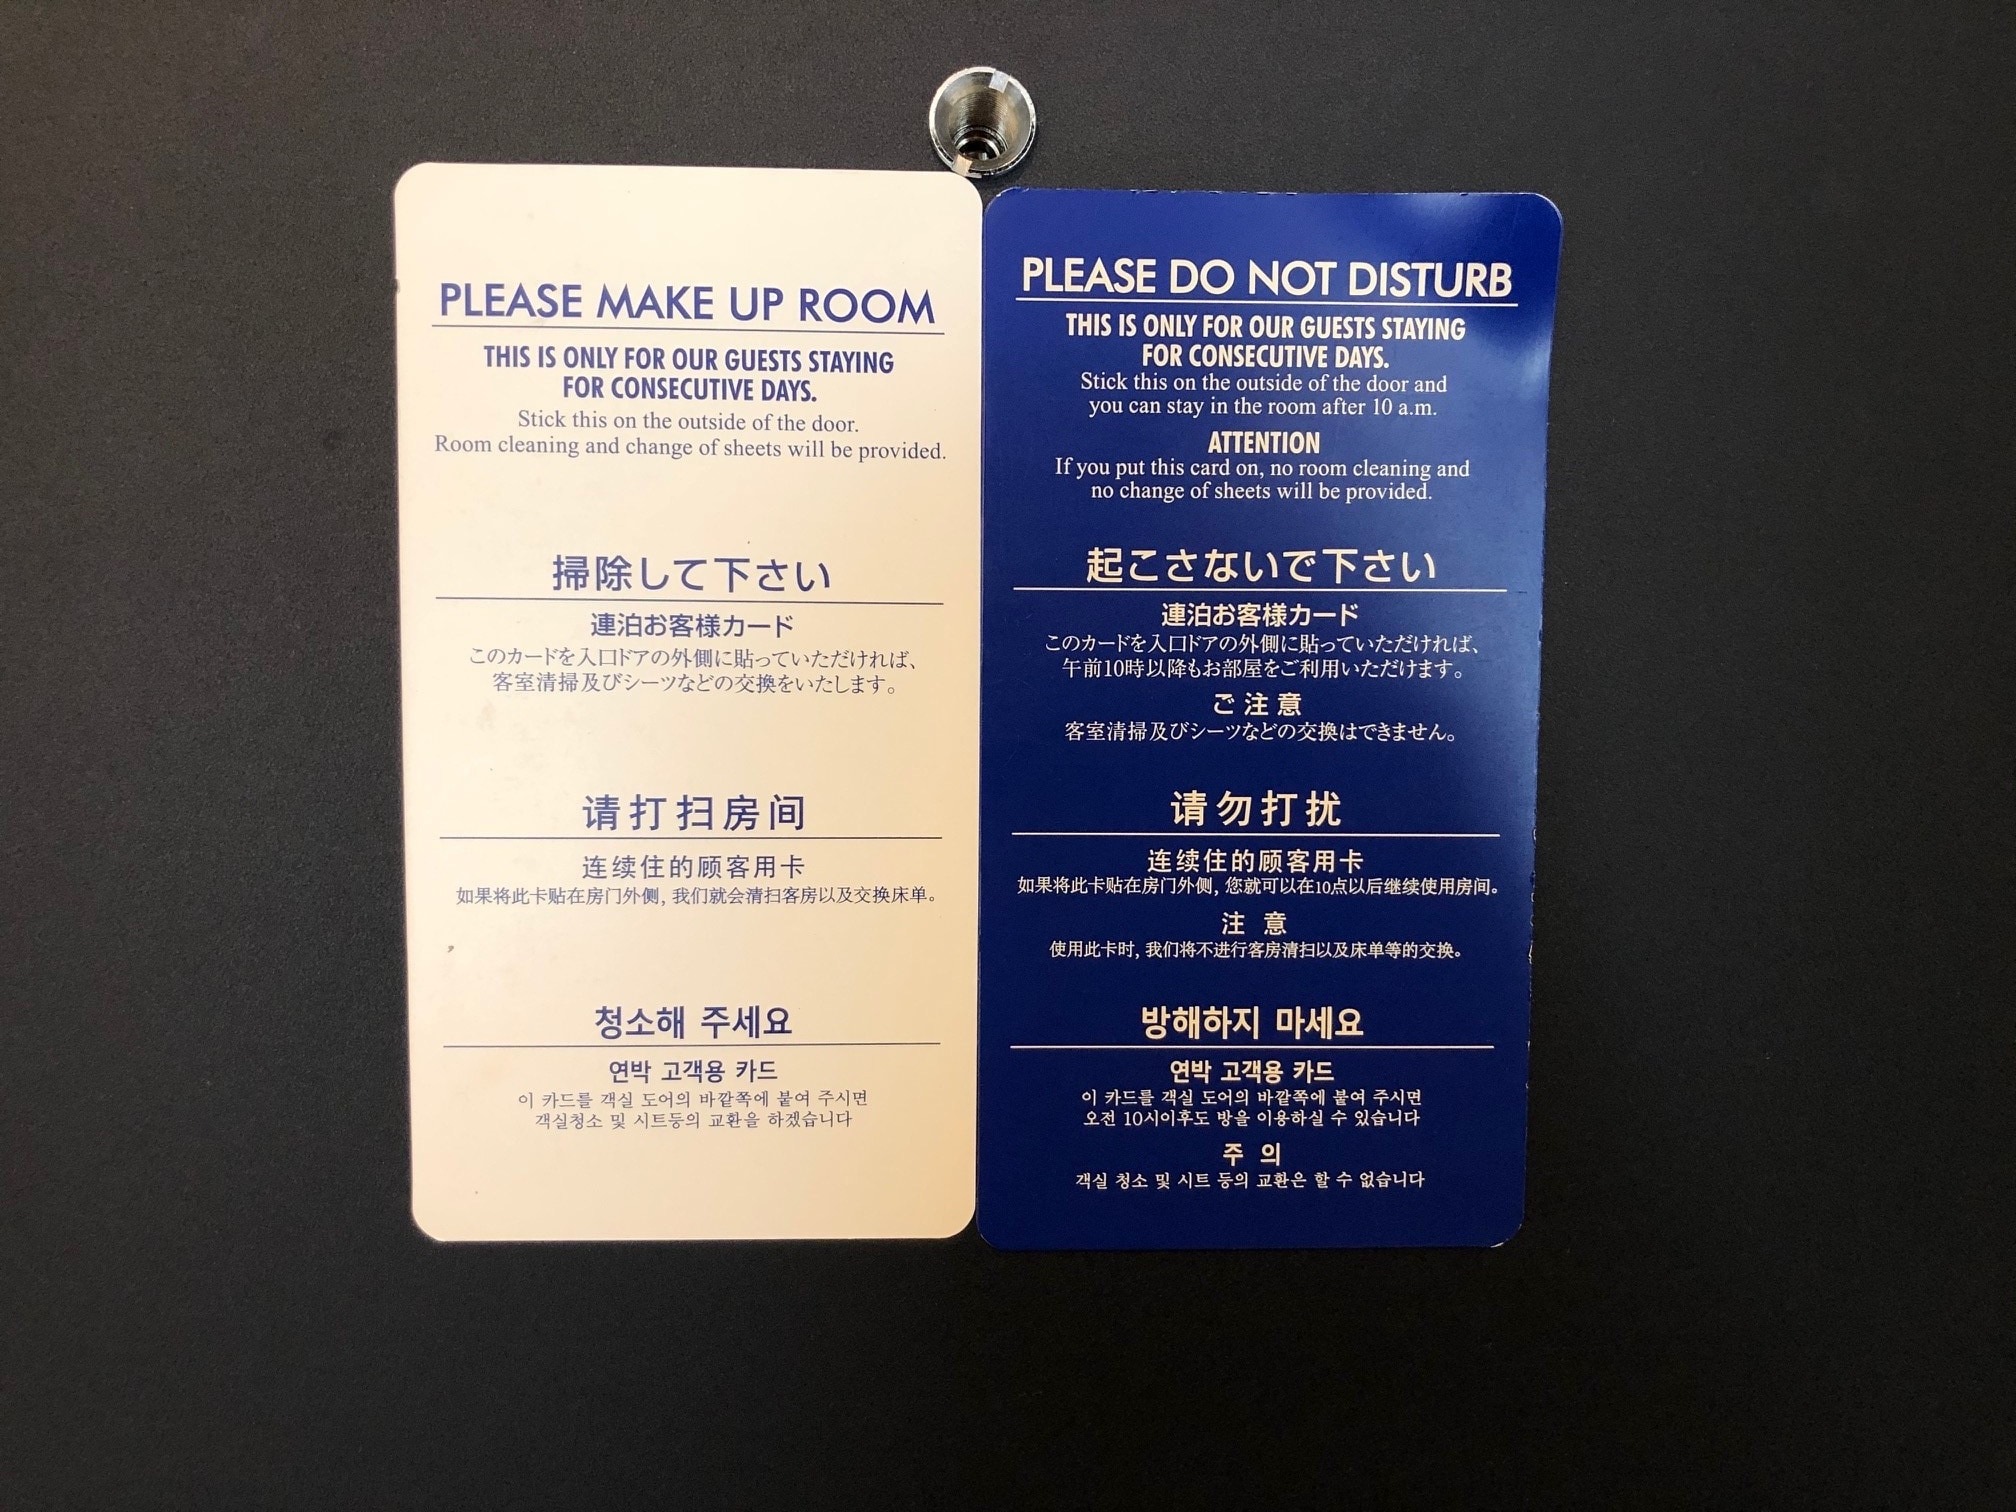 PLEASE MAKE UP ROOM
THIS IS ONLY FOR OUR GUESTS STAYING
FOR CONSECUTIVE DAYS.
Stick this on the outside of the door.
Room cleaning and change of sheets will be provided.
掃除して下さい
連泊お客様カード
このカードを入口ドアの外側に貼っていただければ、
客室清掃及びシーツなどの交換をいたします。
请打扫房间
连续住的顾客用卡
如果将此卡贴在房门外侧, 我们就会清扫客房以及交换床单。
청소해 주세요
연박 고객용 카드
이 카드를 객실 도어의 바깥쪽에 붙여 주시면
객실청소 및 시트등의 교환을 하겠습니다
PLEASE DO NOT DISTURB
THIS IS ONLY FOR OUR GUESTS STAYING
FOR CONSECUTIVE DAYS.
Stick this on the outside of the door and
you can stay in the room after 10 a.m.
ATTENTION
If you put this card on, no room cleaning and
no change of sheets will be provided.
起こさないで下さい
連泊お客様カード
このカードを入口ドアの外側に貼っていただければ、
午前10時以降もお部屋をご利用いただけます。
ご注意
客室清掃及びシーツなどの交換はできません。
请勿打扰
连续住的顾客用卡
如果将此卡贴在房门外侧, 您就可以在10点以后继续使用房间。
注 意
使用此卡时, 我们将不进行客房清扫以及床单等的交换。
방해하지 마세요
연박 고객용 카드
이 카드를 객실 도어의 바깥쪽에 붙여 주시면
오전 10시이후도 방을 이용하실 수 있습니다
주 의
객실 청소 및 시트 등의 교환은 할 수 없습니다